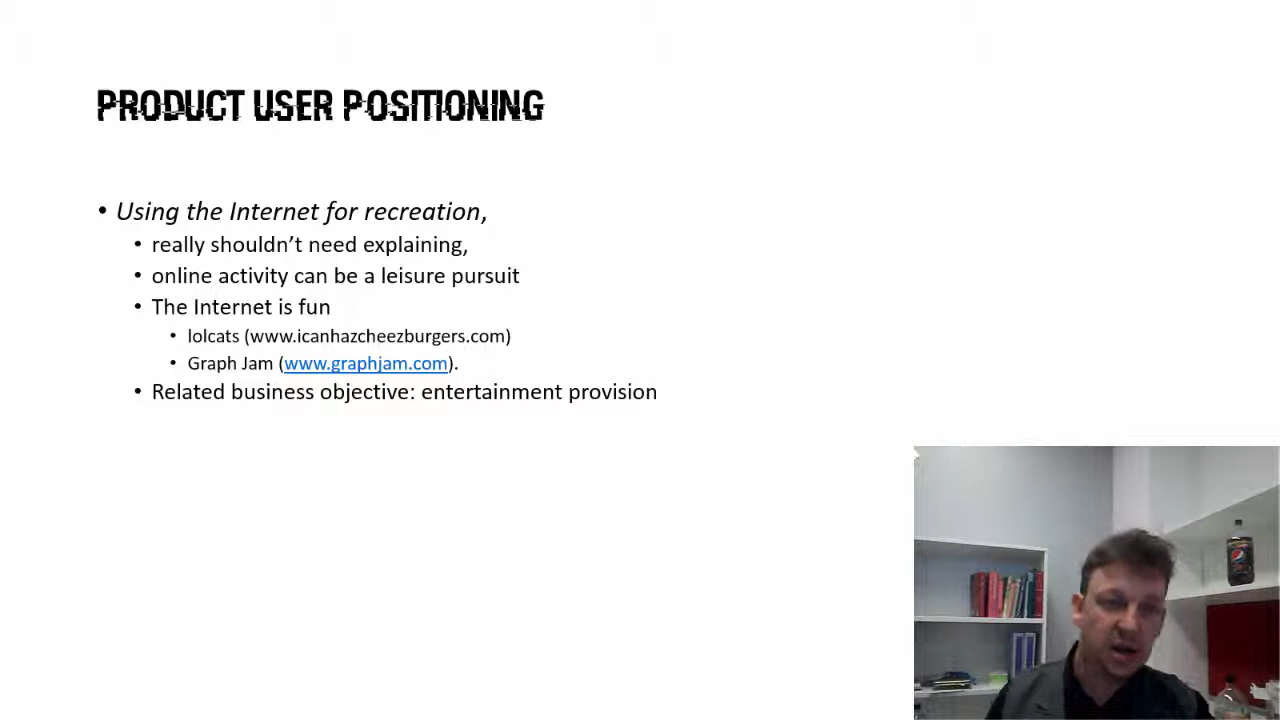 PRODUCT USER POSITIONING
• Using the Internet for recreation,
• really shouldn't need explaining,
• online activity can be a leisure pursuit
• The Internet is fun
• lolcats (www.icanhazcheezburgers.com)
• Graph Jam (www.graphjam.com).
• Related business objective: entertainment provision